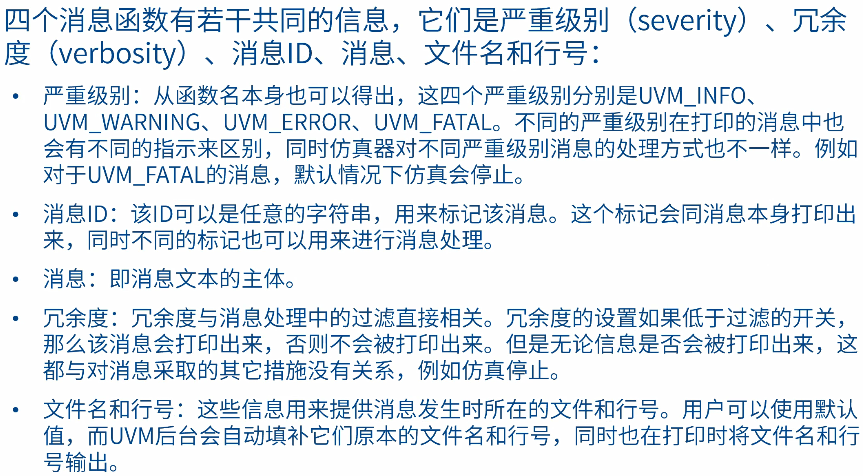 四个消息函数有若干共同的信息，它们是严重级别（severity）、冗余
度（verbosity）、消息ID、消息、文件名和行号：
• 严重级别：从函数名本身也可以得出，这四个严重级别分别是UVM_INFO、
UVM_WARNING、UVM_ERROR、UVM_FATAL。不同的严重级别在打印的消息中也
会有不同的指示来区别，同时仿真器对不同严重级别消息的处理方式也不一样。例如
对于UVM_FATAL的消息，默认情况下仿真会停止。
• 消息ID：该ID可以是任意的字符串，用来标记该消息。这个标记会同消息本身打印出
来，同时不同的标记也可以用来进行消息处理。
• 消息：即消息文本的主体。
• 冗余度：冗余度与消息处理中的过滤直接相关。冗余度的设置如果低于过滤的开关，
那么该消息会打印出来，否则不会被打印出来。但是无论信息是否会被打印出来，这
都与对消息采取的其它措施没有关系，例如仿真停止。
• 文件名和行号：这些信息用来提供消息发生时所在的文件和行号。用户可以使用默认
值，而UVM后台会自动填补它们原本的文件名和行号，同时也在打印时将文件名和行
号输出。